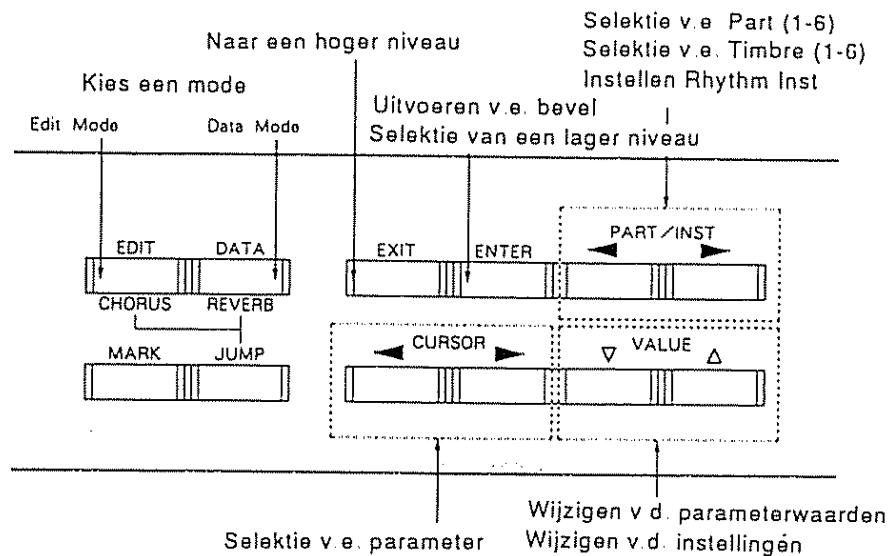 Selektie v.e. Part (1-6)
Naar een hoger niveau
Selektie v.e. Timbre (1-6)
Kies een mode
Instellen Rhythm Inst
Uitvoeren v.e. bevel
Edit Mode
Data Mode
Selektie van een lager niveau
PART/INST
EDIT
DATA
EXIT
ENTER
CHORUS
REVERB
MARK
JUMP
CURSOR
VALUE
Wijzigen v.d. parameterwaarden
Selektie v.e. parameter
Wijzigen v.d. instellingén